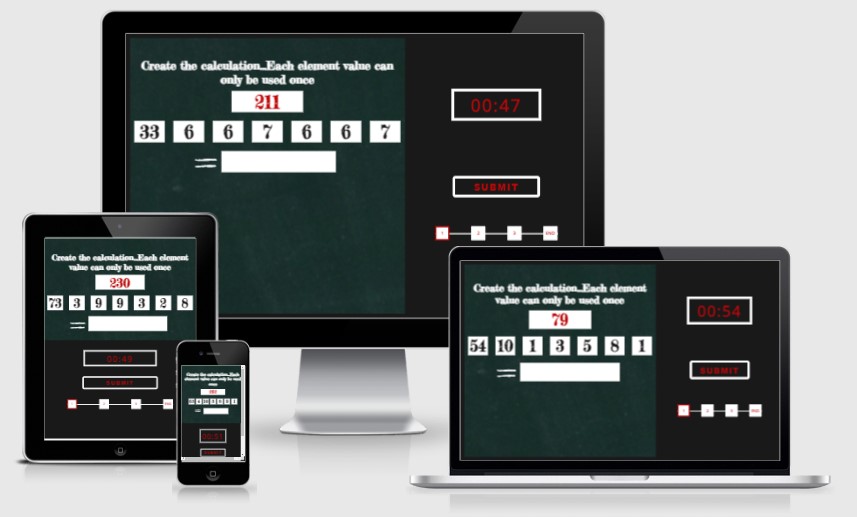 Create the calculation...Each element value can
only be used once
211
33 6 6 7 6 6 7
=
00:47
SUBMIT
1 2 3 END
Create the calculation...Each element
value can only be used once
230
73 3 9 9 3 2 8
=
00:49
SUBMIT
1
Create the calculation...Each
element value can only be used
once
=
00:51
SUBMIT
Create the calculation...Each element
value can only be used once
79
54 10 1 3 5 8 1
=
00:54
SUBMIT
1 2 3 END